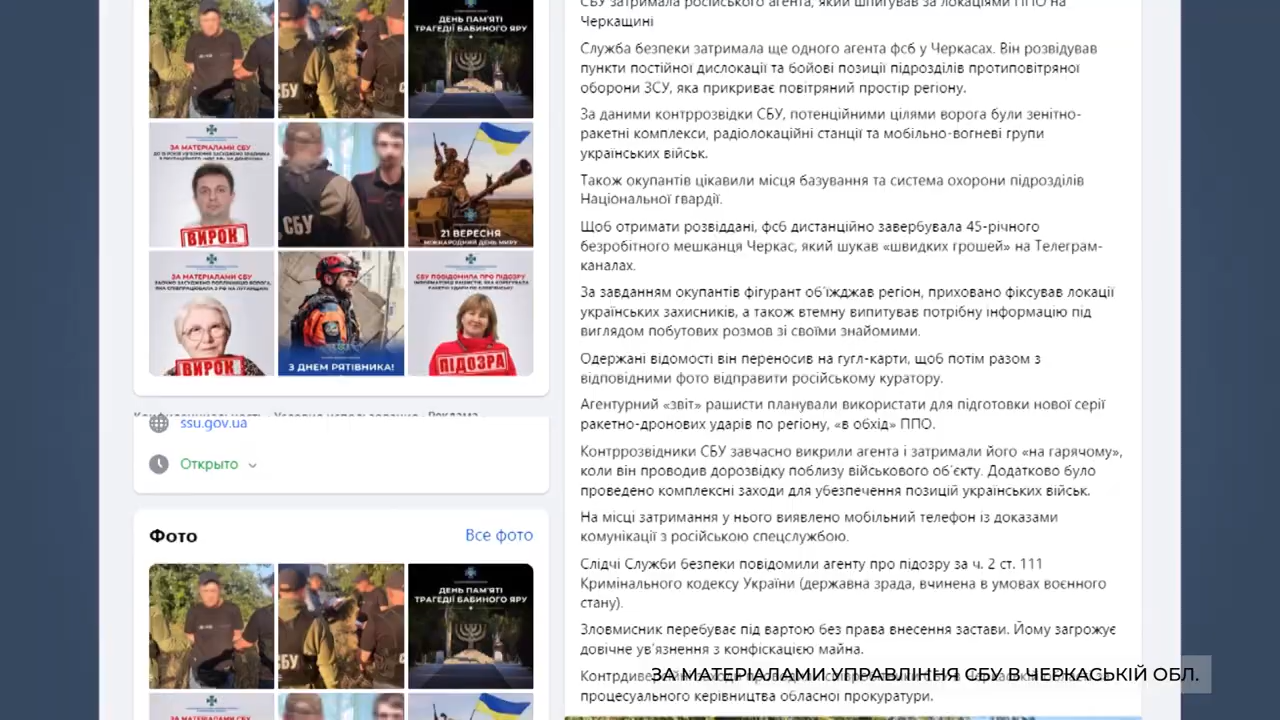 ДЕНЬ ПАМ'ЯТІ
ТРАГЕДІЇ БАБИНОГО ЯРУ
СБУ
ЗА МАТЕРІАЛАМИ СБУ
ВИРОК
СБУ
21 ВЕРЕСНЯ
МІЖНАРОДНИЙ ДЕНЬ МИРУ
ЗА МАТЕРІАЛАМИ СБУ
ВИРОК
З ДНЕМ РЯТІВНИКА!
СБУ ПОВІДОМИЛА ПРО ПІДОЗРУ
ПІДОЗРА
Конфиденциальность · Условия использования · Реклама ·
ssu.gov.ua
Открыто
Фото
Все фото
ДЕНЬ ПАМ'ЯТІ
ТРАГЕДІЇ БАБИНОГО ЯРУ
СБУ
ЗА МАТЕРІАЛАМИ СБУ
СБУ затримала російського агента, який шпигував за локаціями ППО на
Черкащині
Служба безпеки затримала ще одного агента фсб у Черкасах. Він розвідував
пункти постійної дислокації та бойові позиції підрозділів протиповітряної
оборони ЗСУ, яка прикриває повітряний простір регіону.
За даними контррозвідки СБУ, потенційними цілями ворога були зенітно-
ракетні комплекси, радіолокаційні станції та мобільно-вогневі групи
українських військ.
Також окупантів цікавили місця базування та система охорони підрозділів
Національної гвардії.
Щоб отримати розвіддані, фсб дистанційно завербувала 45-річного
безробітного мешканця Черкас, який шукав «швидких грошей» на Телеграм-
каналах.
За завданням окупантів фігурант об'їжджав регіон, приховано фіксував локації
українських захисників, а також втемну випитував потрібну інформацію під
виглядом побутових розмов зі своїми знайомими.
Одержані відомості він переносив на гугл-карти, щоб потім разом з
відповідними фото відправити російському куратору.
Агентурний «звіт» рашисти планували використати для підготовки нової серії
ракетно-дронових ударів по регіону, «в обхід» ППО.
Контррозвідники СБУ завчасно викрили агента і затримали його «на гарячому»,
коли він проводив дорозвідку поблизу військового об'єкту. Додатково було
проведено комплексні заходи для убезпечення позицій українських військ.
На місці затримання у нього виявлено мобільний телефон із доказами
комунікації з російською спецслужбою.
Слідчі Служби безпеки повідомили агенту про підозру за ч. 2 ст. 111
Кримінального кодексу України (державна зрада, вчинена в умовах воєнного
стану).
Зловмисник перебуває під вартою без права внесення застави. Йому загрожує
довічне ув'язнення з конфіскацією майна.
процесуального керівництва обласної прокуратури.
ЗА МАТЕРІАЛАМИ УПРАВЛІННЯ СБУ В ЧЕРКАСЬКІЙ ОБЛ.